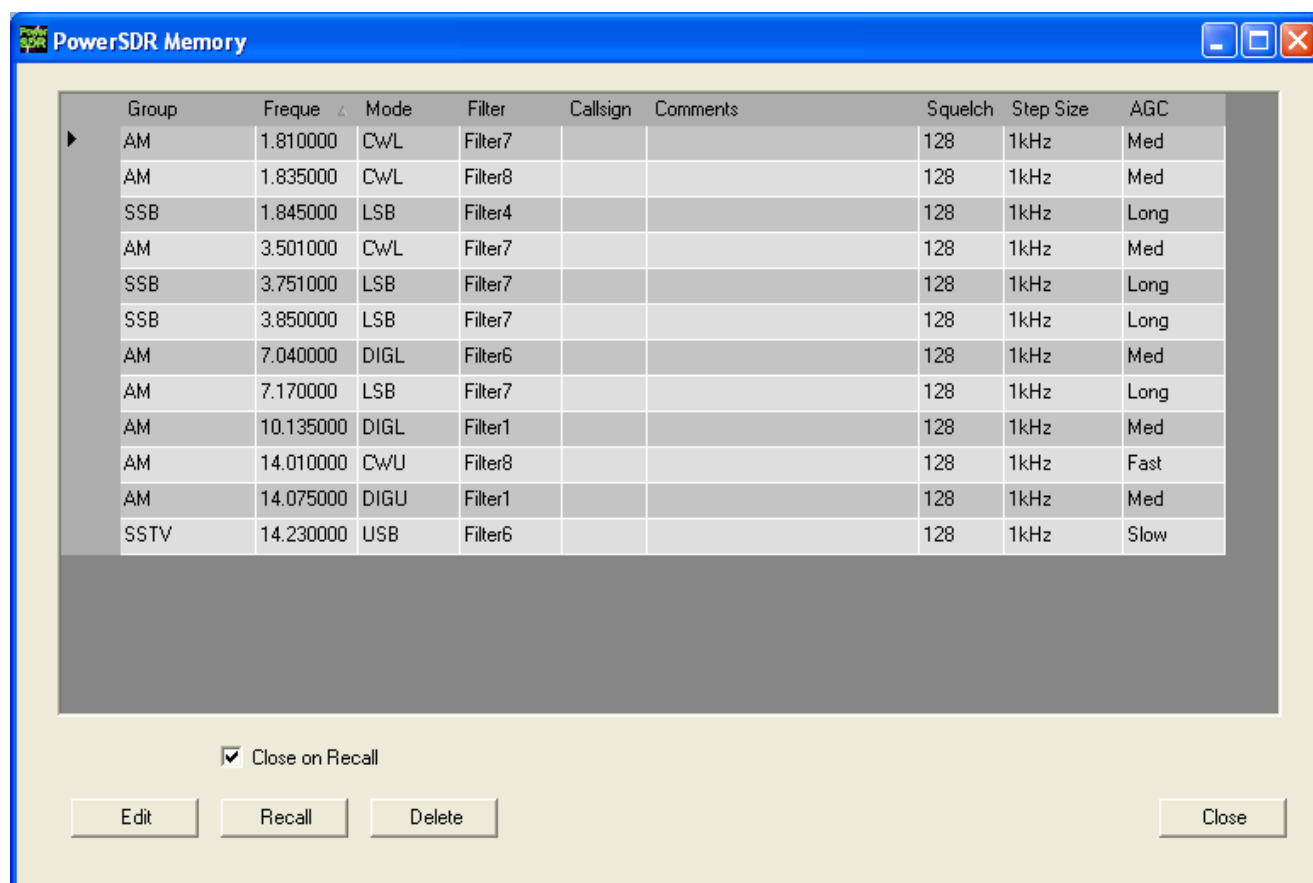 PowerSDR Memory
Group Freque Mode Filter Callsign Comments Squelch Step Size AGC
AM 1.810000 CWL Filter7 128 1kHz Med
AM 1.835000 CWL Filter8 128 1kHz Med
SSB 1.845000 LSB Filter4 128 1kHz Long
AM 3.501000 CWL Filter7 128 1kHz Med
SSB 3.751000 LSB Filter7 128 1kHz Long
SSB 3.850000 LSB Filter7 128 1kHz Long
AM 7.040000 DIGL Filter6 128 1kHz Med
AM 7.170000 LSB Filter7 128 1kHz Long
AM 10.135000 DIGL Filter1 128 1kHz Med
AM 14.010000 CWU Filter8 128 1kHz Fast
AM 14.075000 DIGU Filter1 128 1kHz Med
SSTV 14.230000 USB Filter6 128 1kHz Slow
Close on Recall
Edit Recall Delete Close